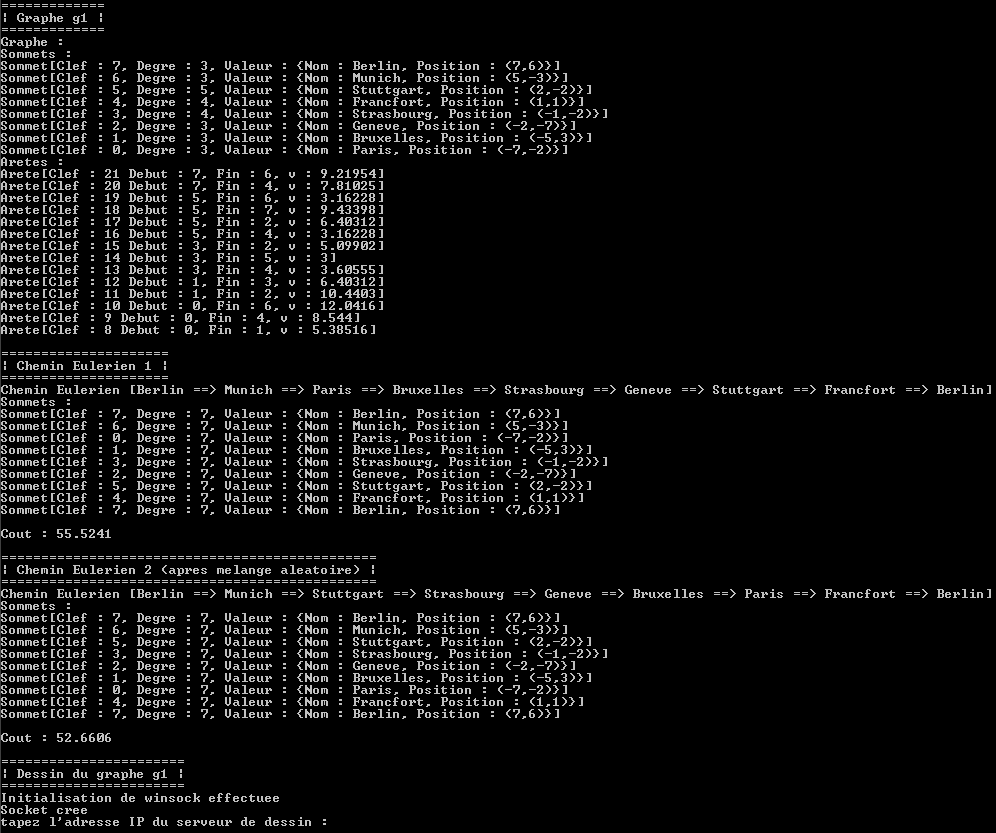 =============
| Graphe g1 |
=============
Graphe :
Sommets :
Sommet[Clef : 7, Degre : 3, Valeur : {Nom : Berlin, Position : (7,6)}]
Sommet[Clef : 6, Degre : 3, Valeur : {Nom : Munich, Position : (5,-3)}]
Sommet[Clef : 5, Degre : 5, Valeur : {Nom : Stuttgart, Position : (2,-2)}]
Sommet[Clef : 4, Degre : 4, Valeur : {Nom : Francfort, Position : (1,1)}]
Sommet[Clef : 3, Degre : 4, Valeur : {Nom : Strasbourg, Position : (-1,-2)}]
Sommet[Clef : 2, Degre : 3, Valeur : {Nom : Geneve, Position : (-2,-7)}]
Sommet[Clef : 1, Degre : 3, Valeur : {Nom : Bruxelles, Position : (-5,3)}]
Sommet[Clef : 0, Degre : 3, Valeur : {Nom : Paris, Position : (-7,-2)}]
Aretes :
Arete[Clef : 21 Debut : 7, Fin : 6, v : 9.21954]
Arete[Clef : 20 Debut : 7, Fin : 4, v : 7.81025]
Arete[Clef : 19 Debut : 5, Fin : 6, v : 3.16228]
Arete[Clef : 18 Debut : 5, Fin : 7, v : 9.43398]
Arete[Clef : 17 Debut : 5, Fin : 2, v : 6.40312]
Arete[Clef : 16 Debut : 5, Fin : 4, v : 3.16228]
Arete[Clef : 15 Debut : 3, Fin : 2, v : 5.09902]
Arete[Clef : 14 Debut : 3, Fin : 5, v : 3]
Arete[Clef : 13 Debut : 3, Fin : 4, v : 3.60555]
Arete[Clef : 12 Debut : 1, Fin : 3, v : 6.40312]
Arete[Clef : 11 Debut : 1, Fin : 2, v : 10.4403]
Arete[Clef : 10 Debut : 0, Fin : 6, v : 12.0416]
Arete[Clef : 9 Debut : 0, Fin : 4, v : 8.544]
Arete[Clef : 8 Debut : 0, Fin : 1, v : 5.38516]
=====================
| Chemin Eulerien 1 |
=====================
Chemin Eulerien [Berlin ==> Munich ==> Paris ==> Bruxelles ==> Strasbourg ==> Geneve ==> Stuttgart ==> Francfort ==> Berlin]
Sommets :
Sommet[Clef : 7, Degre : 7, Valeur : {Nom : Berlin, Position : (7,6)}]
Sommet[Clef : 6, Degre : 7, Valeur : {Nom : Munich, Position : (5,-3)}]
Sommet[Clef : 0, Degre : 7, Valeur : {Nom : Paris, Position : (-7,-2)}]
Sommet[Clef : 1, Degre : 7, Valeur : {Nom : Bruxelles, Position : (-5,3)}]
Sommet[Clef : 3, Degre : 7, Valeur : {Nom : Strasbourg, Position : (-1,-2)}]
Sommet[Clef : 2, Degre : 7, Valeur : {Nom : Geneve, Position : (-2,-7)}]
Sommet[Clef : 5, Degre : 7, Valeur : {Nom : Stuttgart, Position : (2,-2)}]
Sommet[Clef : 4, Degre : 7, Valeur : {Nom : Francfort, Position : (1,1)}]
Sommet[Clef : 7, Degre : 7, Valeur : {Nom : Berlin, Position : (7,6)}]
Cout : 55.5241
===============================================
| Chemin Eulerien 2 (apres melange aleatoire) |
===============================================
Chemin Eulerien [Berlin ==> Munich ==> Stuttgart ==> Strasbourg ==> Geneve ==> Bruxelles ==> Paris ==> Francfort ==> Berlin]
Sommets :
Sommet[Clef : 7, Degre : 7, Valeur : {Nom : Berlin, Position : (7,6)}]
Sommet[Clef : 6, Degre : 7, Valeur : {Nom : Munich, Position : (5,-3)}]
Sommet[Clef : 5, Degre : 7, Valeur : {Nom : Stuttgart, Position : (2,-2)}]
Sommet[Clef : 3, Degre : 7, Valeur : {Nom : Strasbourg, Position : (-1,-2)}]
Sommet[Clef : 2, Degre : 7, Valeur : {Nom : Geneve, Position : (-2,-7)}]
Sommet[Clef : 1, Degre : 7, Valeur : {Nom : Bruxelles, Position : (-5,3)}]
Sommet[Clef : 0, Degre : 7, Valeur : {Nom : Paris, Position : (-7,-2)}]
Sommet[Clef : 4, Degre : 7, Valeur : {Nom : Francfort, Position : (1,1)}]
Sommet[Clef : 7, Degre : 7, Valeur : {Nom : Berlin, Position : (7,6)}]
Cout : 52.6606
=======================
| Dessin du graphe g1 |
=======================
Initialisation de winsock effectuee
Socket cree
tapez l'adresse IP du serveur de dessin :